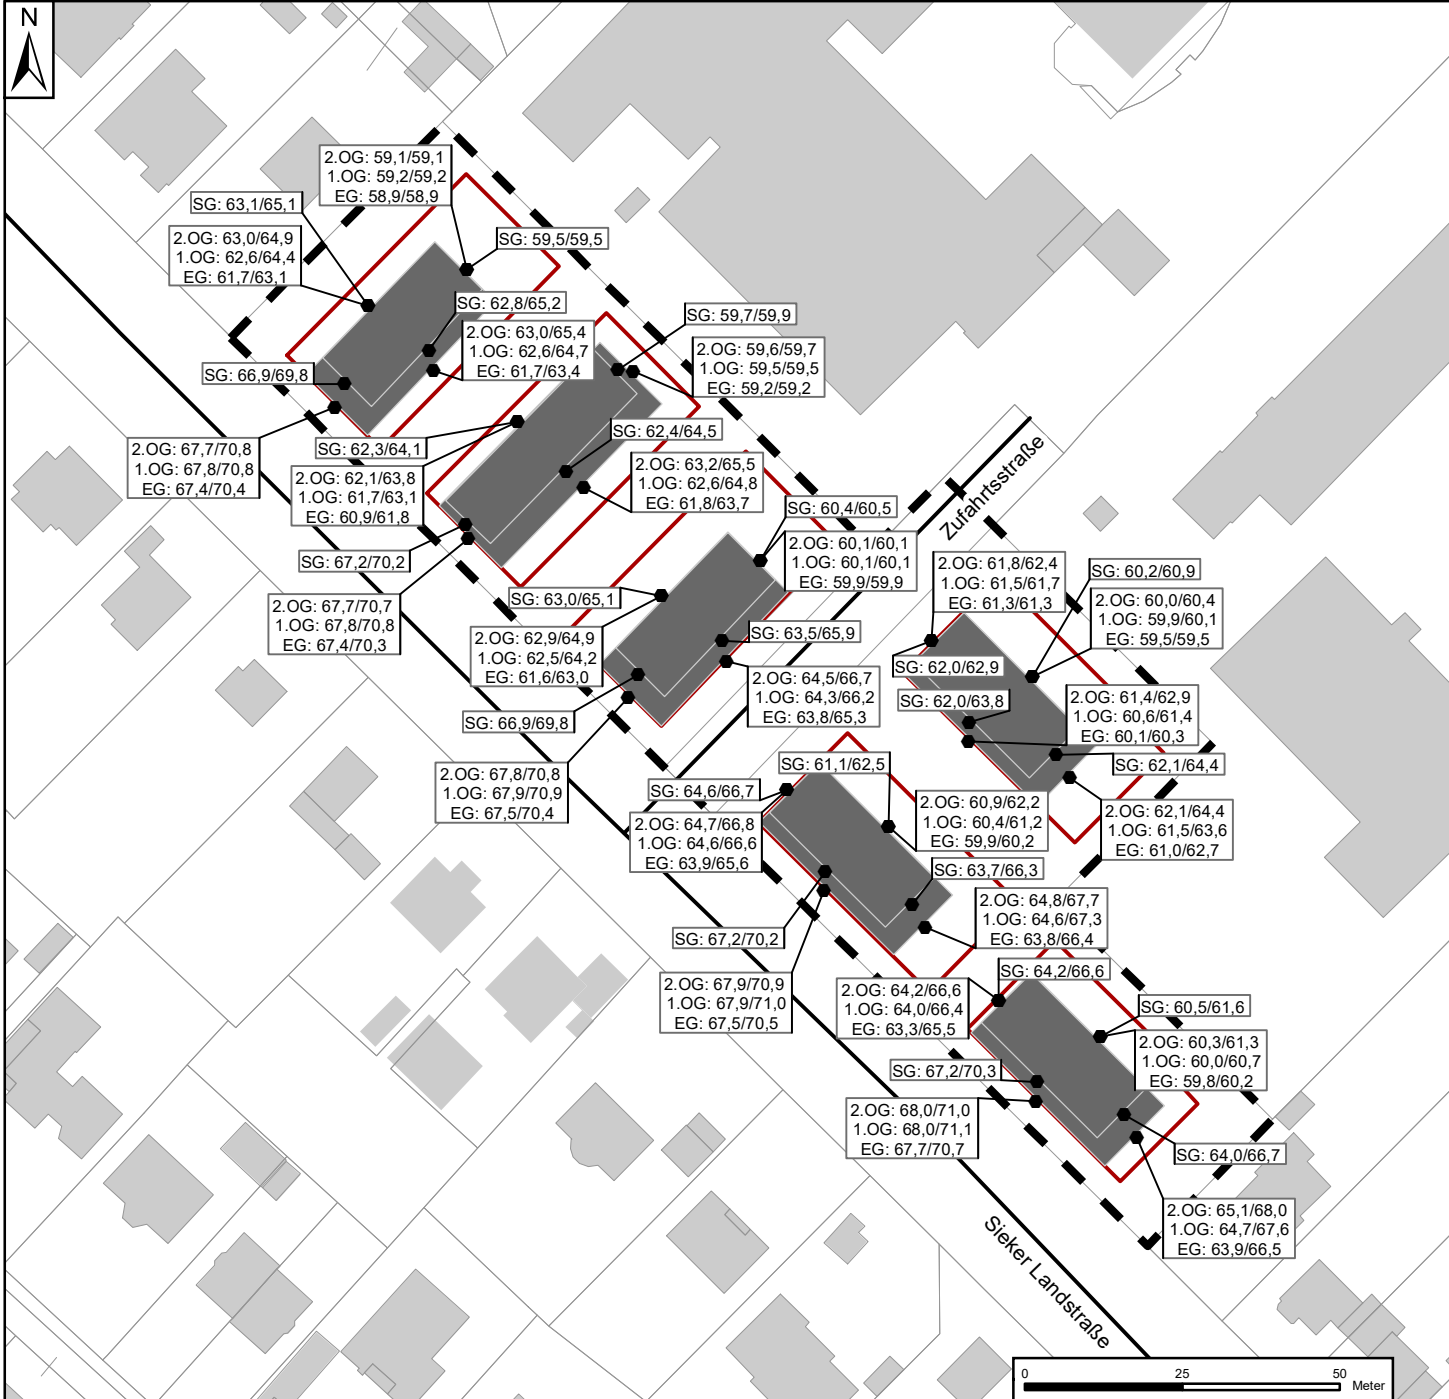 N
2.OG: 59,1/59,1
1.OG: 59,2/59,2
EG: 58,9/58,9
SG: 63,1/65,1
2.OG: 63,0/64,9
1.OG: 62,6/64,4
EG: 61,7/63,1
SG: 59,5/59,5
SG: 62,8/65,2
2.OG: 63,0/65,4
1.OG: 62,6/64,7
EG: 61,7/63,4
SG: 59,7/59,9
2.OG: 59,6/59,7
1.OG: 59,5/59,5
EG: 59,2/59,2
SG: 66,9/69,8
2.OG: 67,7/70,8
1.OG: 67,8/70,8
EG: 67,4/70,4
SG: 62,3/64,1
2.OG: 62,1/63,8
1.OG: 61,7/63,1
EG: 60,9/61,8
SG: 62,4/64,5
2.OG: 63,2/65,5
1.OG: 62,6/64,8
EG: 61,8/63,7
SG: 67,2/70,2
2.OG: 67,7/70,7
1.OG: 67,8/70,8
EG: 67,4/70,3
SG: 60,4/60,5
2.OG: 60,1/60,1
1.OG: 60,1/60,1
EG: 59,9/59,9
Zufahrtsstraße
SG: 63,0/65,1
2.OG: 62,9/64,9
1.OG: 62,5/64,2
EG: 61,6/63,0
SG: 63,5/65,9
2.OG: 64,5/66,7
1.OG: 64,3/66,2
EG: 63,8/65,3
SG: 66,9/69,8
2.OG: 67,8/70,8
1.OG: 67,9/70,9
EG: 67,5/70,4
2.OG: 61,8/62,4
1.OG: 61,5/61,7
EG: 61,3/61,3
SG: 60,2/60,9
2.OG: 60,0/60,4
1.OG: 59,9/60,1
EG: 59,5/59,5
SG: 62,0/62,9
SG: 62,0/63,8
2.OG: 61,4/62,9
1.OG: 60,6/61,4
EG: 60,1/60,3
SG: 62,1/64,4
2.OG: 62,1/64,4
1.OG: 61,5/63,6
EG: 61,0/62,7
SG: 61,1/62,5
SG: 64,6/66,7
2.OG: 64,7/66,8
1.OG: 64,6/66,6
EG: 63,9/65,6
2.OG: 60,9/62,2
1.OG: 60,4/61,2
EG: 59,9/60,2
SG: 63,7/66,3
2.OG: 64,8/67,7
1.OG: 64,6/67,3
EG: 63,8/66,4
SG: 67,2/70,2
2.OG: 67,9/70,9
1.OG: 67,9/71,0
EG: 67,5/70,5
SG: 64,2/66,6
2.OG: 64,2/66,6
1.OG: 64,0/66,4
EG: 63,3/65,5
SG: 60,5/61,6
2.OG: 60,3/61,3
1.OG: 60,0/60,7
EG: 59,8/60,2
SG: 67,2/70,3
2.OG: 68,0/71,0
1.OG: 68,0/71,1
EG: 67,7/70,7
SG: 64,0/66,7
2.OG: 65,1/68,0
1.OG: 64,7/67,6
EG: 63,9/66,5
Sieker Landstraße
0 25 50
Meter